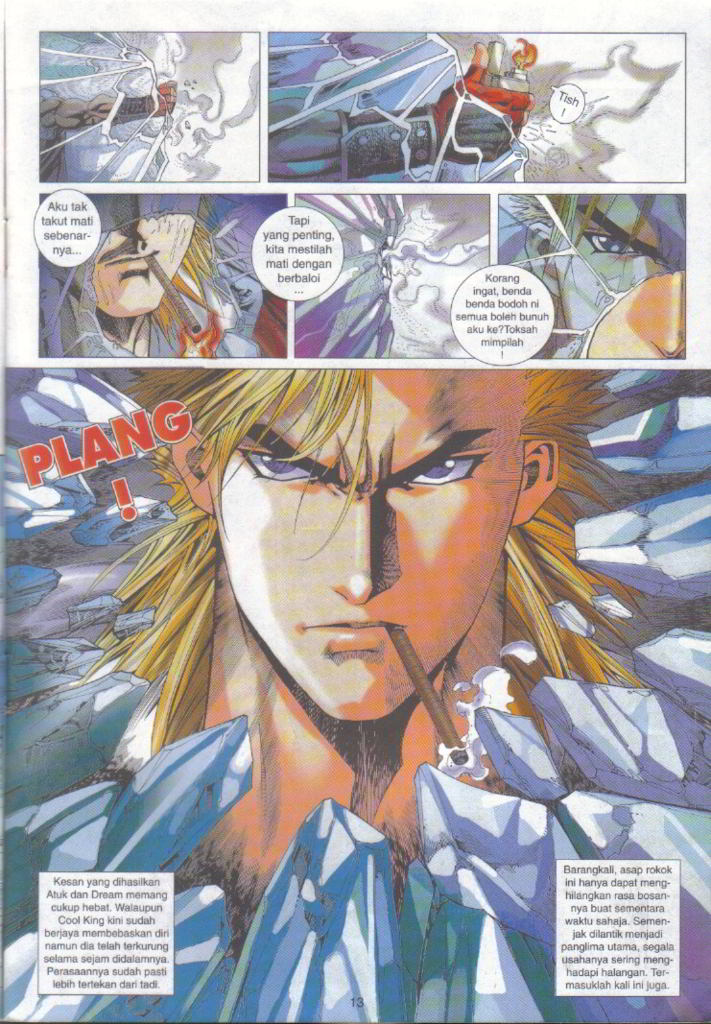 Tish
!
Aku tak
takut mati
sebenar-
nya...
Tapi
yang penting,
kita mestilah
mati dengan
berbaloi
...
Korang
ingat, benda
benda bodoh ni
semua boleh bunuh
aku ke?Toksah
mimpilah
!
PLANG
!
Kesan yang dihasilkan
Atuk dan Dream memang
cukup hebat. Walaupun
Cool King kini sudah
berjaya membebaskan diri
namun dia telah terkurung
selama sejam didalamnya.
Perasaannya sudah pasti
lebih tertekan dari tadi.
Barangkali, asap rokok
ini hanya dapat meng-
hilangkan rasa bosan-
nya buat sementara
waktu sahaja. Semen-
jak dilantik menjadi
panglima utama, segala
usahanya sering meng-
hadapi halangan. Ter-
masuklah kali ini juga.
13